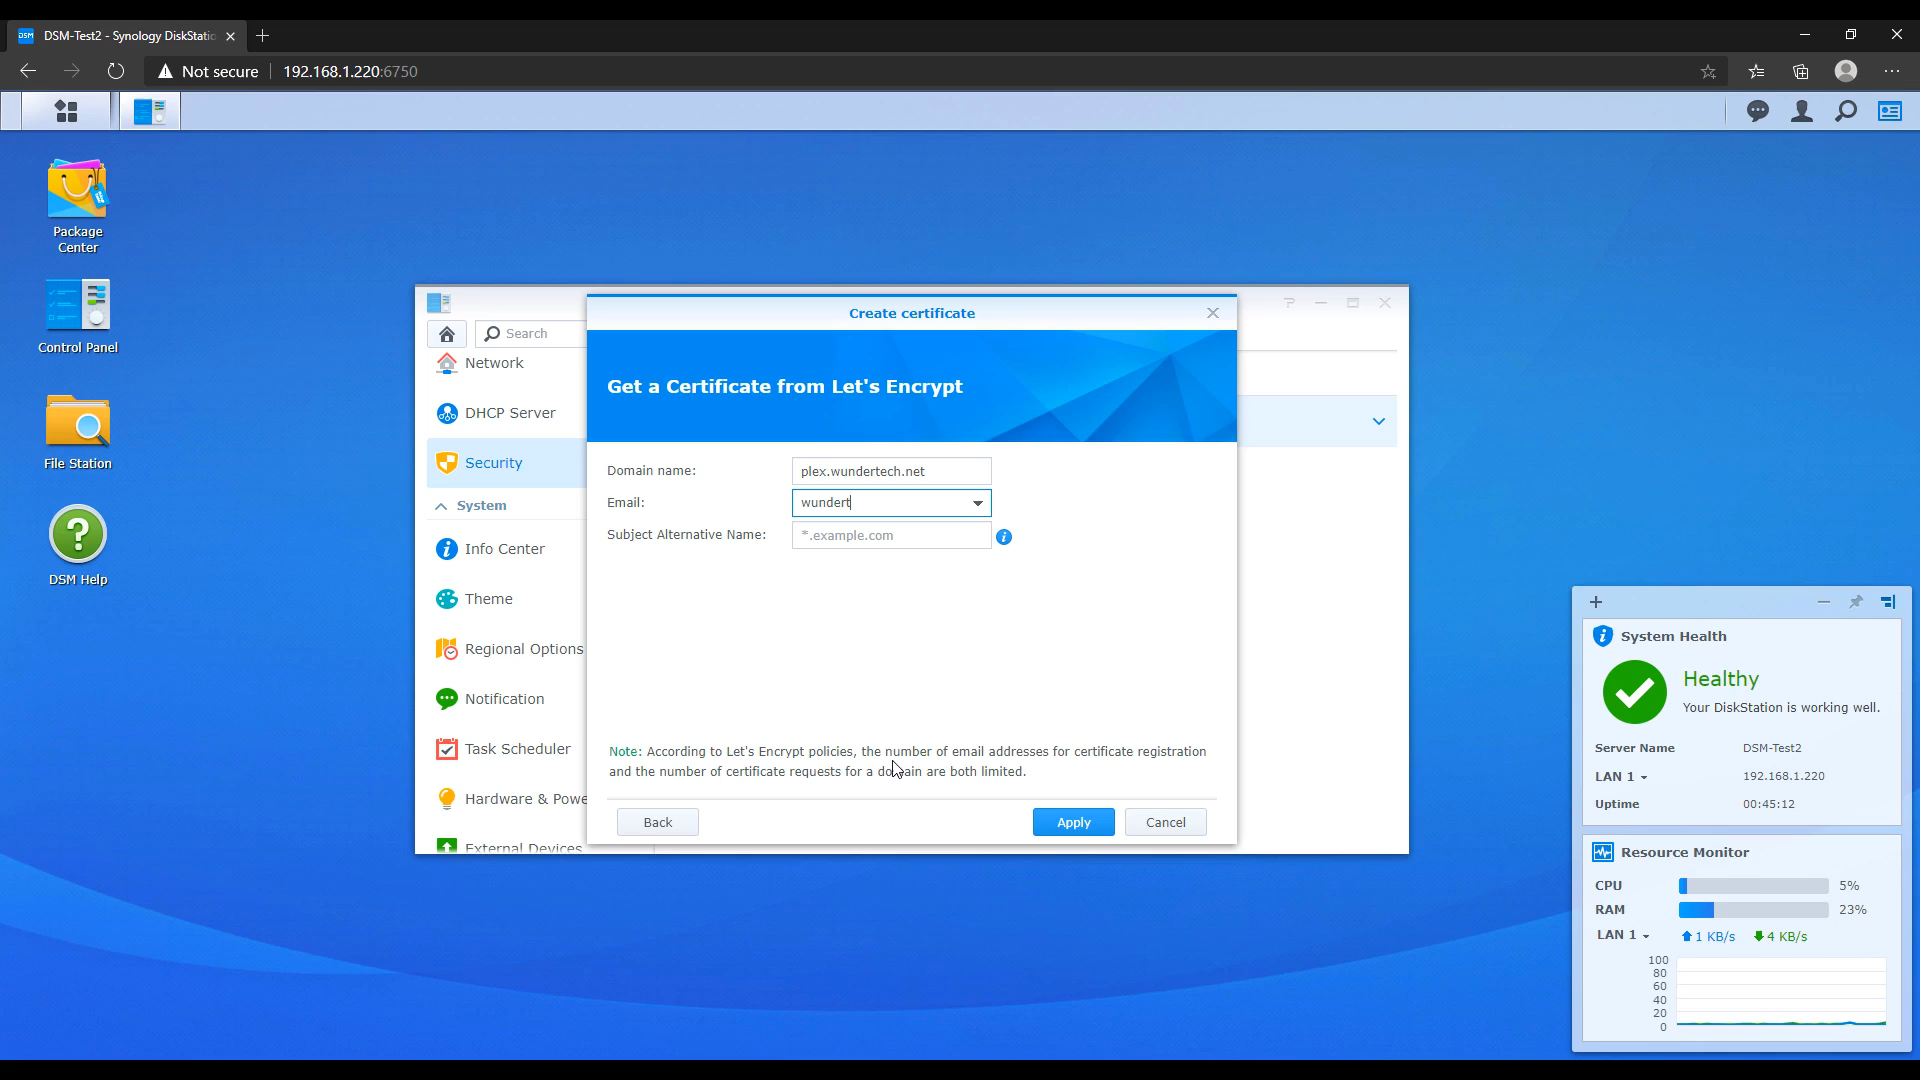 DSM-Test2 - Synology DiskStatio
Not secure
192.168.1.220:6750
Package
Center
Control Panel
File Station
DSM Help
Search
Network
DHCP Server
Security
System
Info Center
Theme
Regional Options
Notification
Task Scheduler
Hardware & Powe
External Devices
Create certificate
Get a Certificate from Let's Encrypt
Domain name:
plex.wundertech.net
Email:
wundert
Subject Alternative Name:
*.example.com
Note: According to Let's Encrypt policies, the number of email addresses for certificate registration
and the number of certificate requests for a domain are both limited.
Back
Apply
Cancel
System Health
Healthy
Your DiskStation is working well.
Server Name DSM-Test2
LAN 1 192.168.1.220
Uptime 00:45:12
Resource Monitor
CPU 5%
RAM 23%
LAN 1 1 KB/s 4 KB/s
100
80
60
40
20
0